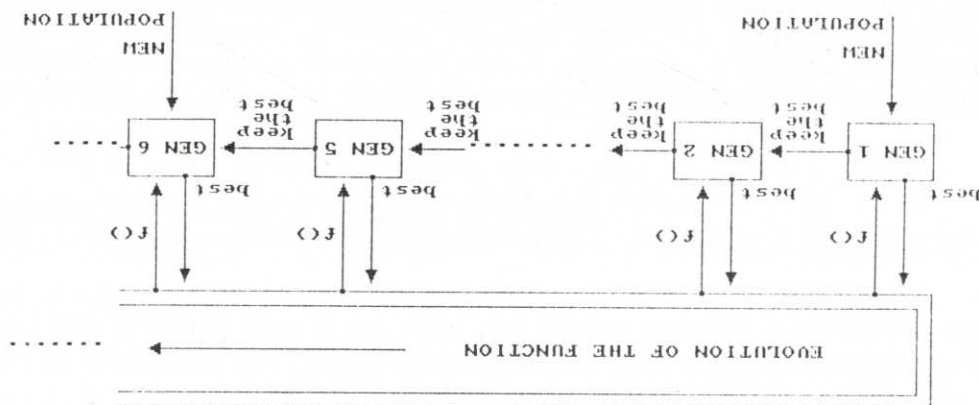 EVOLUTION OF THE FUNCTION
f()
f()
f()
f()
best
best
best
best
GEN 1
keep
the
best
GEN 2
keep
the
best
keep
the
best
GEN 5
keep
the
best
GEN 6
NEW
POPULATION
NEW
POPULATION